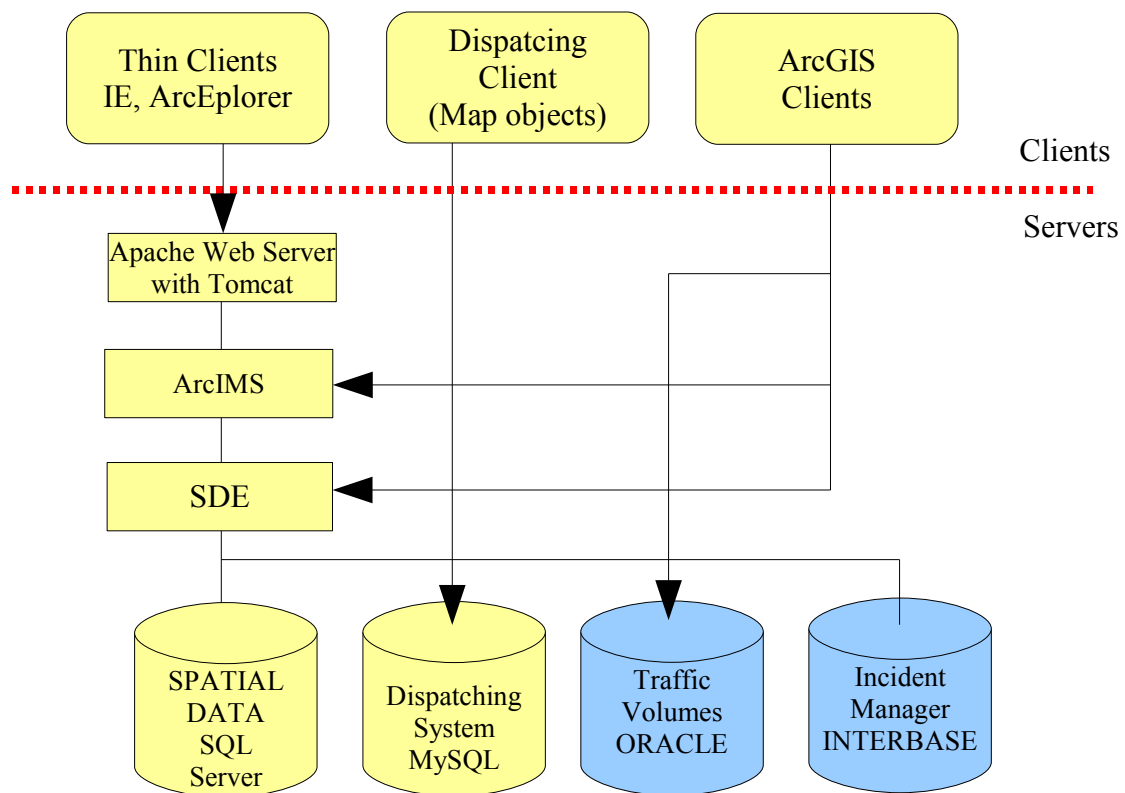 Thin Clients
IE, ArcEplorer
Dispatcing
Client
(Map objects)
ArcGIS
Clients
Clients
Servers
Apache Web Server
with Tomcat
ArcIMS
SDE
SPATIAL
DATA
SQL
Server
Dispatching
System
MySQL
Traffic
Volumes
ORACLE
Incident
Manager
INTERBASE